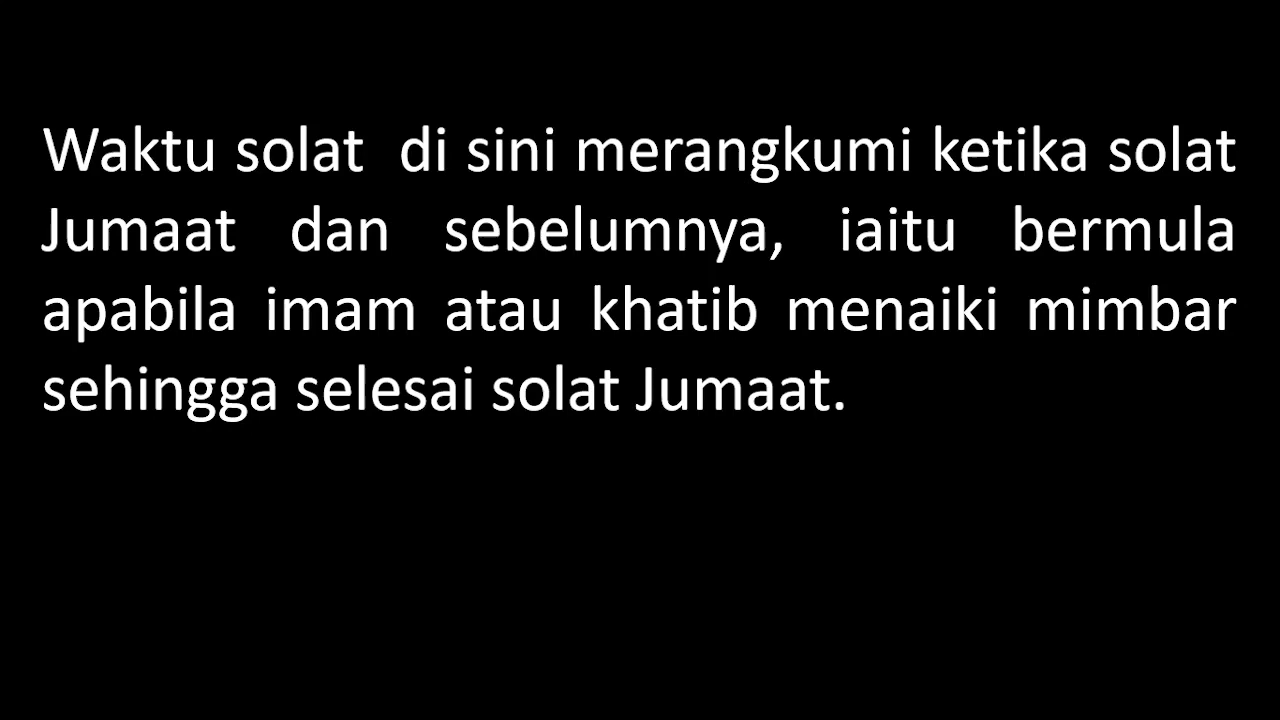 Waktu solat  di sini merangkumi ketika solat
Jumaat dan sebelumnya, iaitu bermula
apabila imam atau khatib menaiki mimbar
sehingga selesai solat Jumaat.